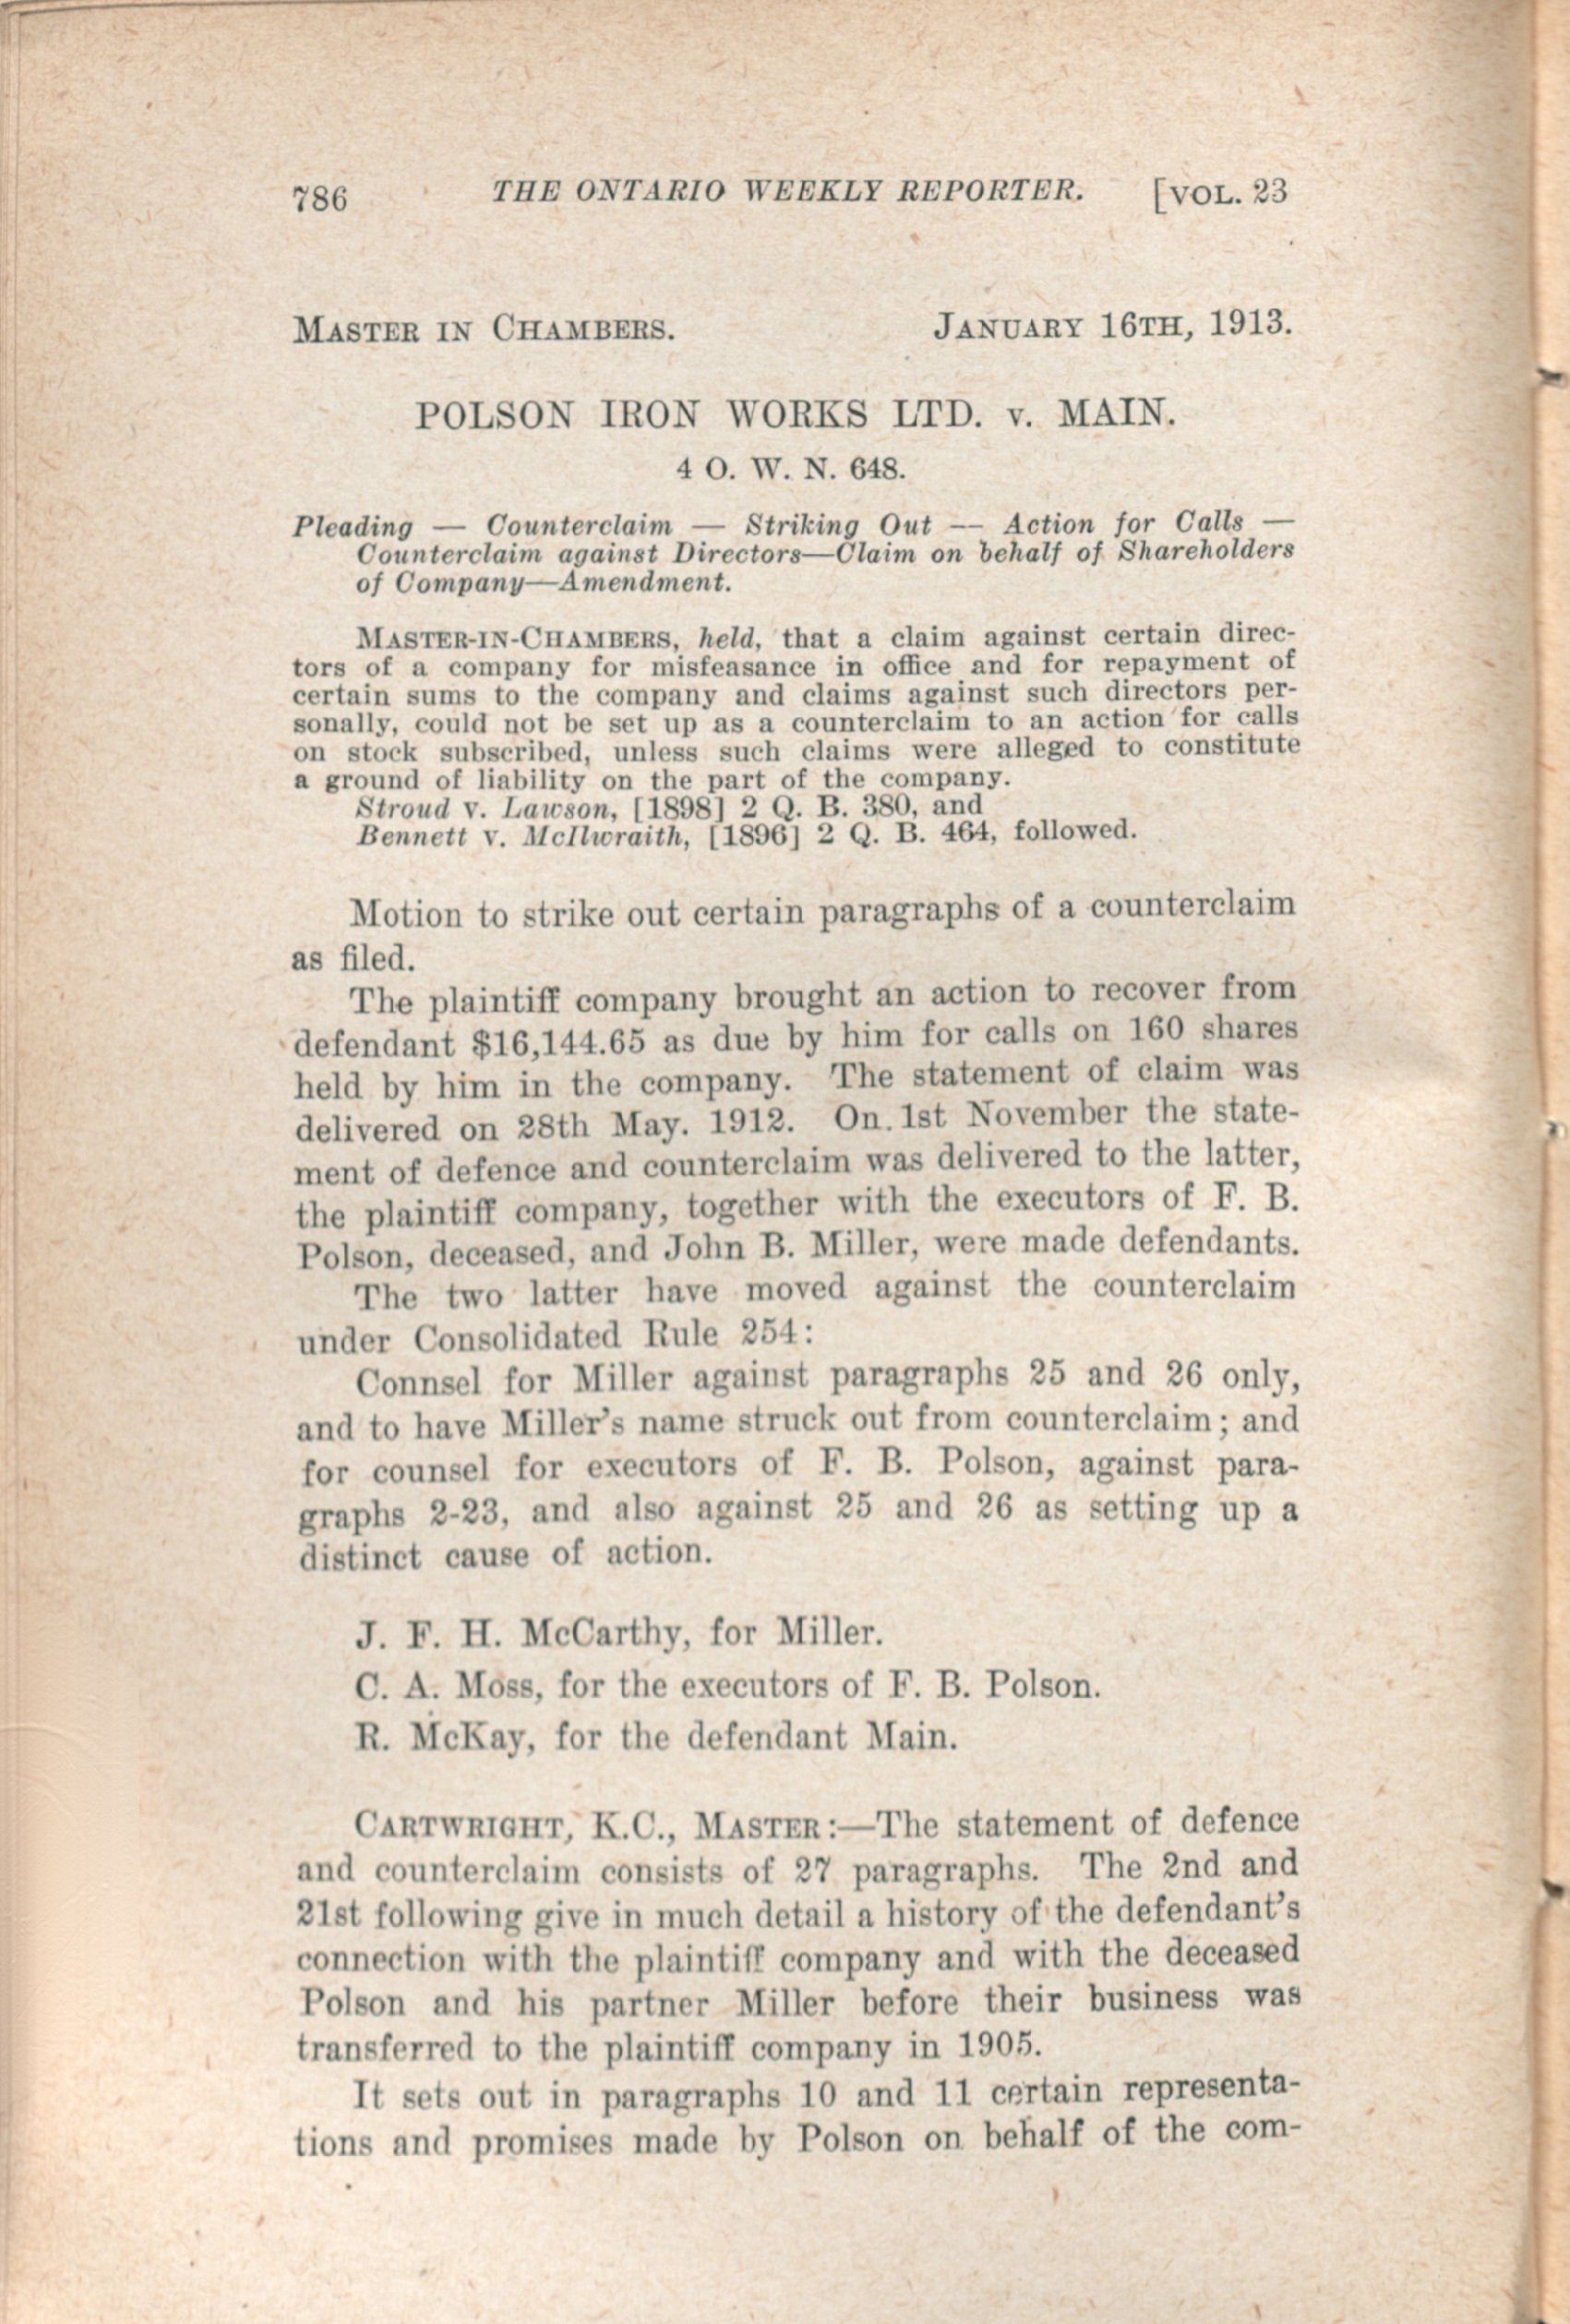 786 THE ONTARIO WEEKLY REPORTER. [VOL. 23
MASTER IN CHAMBERS. JANUARY 16TH, 1913.
POLSON IRON WORKS LTD. v. MAIN.
4 O. W. N. 648.
Pleading — Counterclaim — Striking Out — Action for Calls —
Counterclaim against Directors—Claim on behalf of Shareholders
of Company—Amendment.
MASTER-IN-CHAMBERS, held, that a claim against certain direc-
tors of a company for misfeasance in office and for repayment of
certain sums to the company and claims against such directors per-
sonally, could not be set up as a counterclaim to an action for calls
on stock subscribed, unless such claims were alleged to constitute
a ground of liability on the part of the company.
Stroud v. Lawson, [1898] 2 Q. B. 380, and
Bennett v. McIlwraith, [1896] 2 Q. B. 464, followed.
Motion to strike out certain paragraphs of a counterclaim
as filed.
The plaintiff company brought an action to recover from
defendant $16,144.65 as due by him for calls on 160 shares
held by him in the company. The statement of claim was
delivered on 28th May. 1912. On. 1st November the state-
ment of defence and counterclaim was delivered to the latter,
the plaintiff company, together with the executors of F. B.
Polson, deceased, and John B. Miller, were made defendants.
The two latter have moved against the counterclaim
under Consolidated Rule 254:
Connsel for Miller against paragraphs 25 and 26 only,
and to have Miller's name struck out from counterclaim; and
for counsel for executors of F. B. Polson, against para-
graphs 2-23, and also against 25 and 26 as setting up a
distinct cause of action.
J. F. H. McCarthy, for Miller.
C. A. Moss, for the executors of F. B. Polson.
R. McKay, for the defendant Main.
CARTWRIGHT, K.C., MASTER:—The statement of defence
and counterclaim consists of 27 paragraphs. The 2nd and
21st following give in much detail a history of the defendant's
connection with the plaintiff company and with the deceased
Polson and his partner Miller before their business was
transferred to the plaintiff company in 1905.
It sets out in paragraphs 10 and 11 certain representa-
tions and promises made by Polson on behalf of the com-